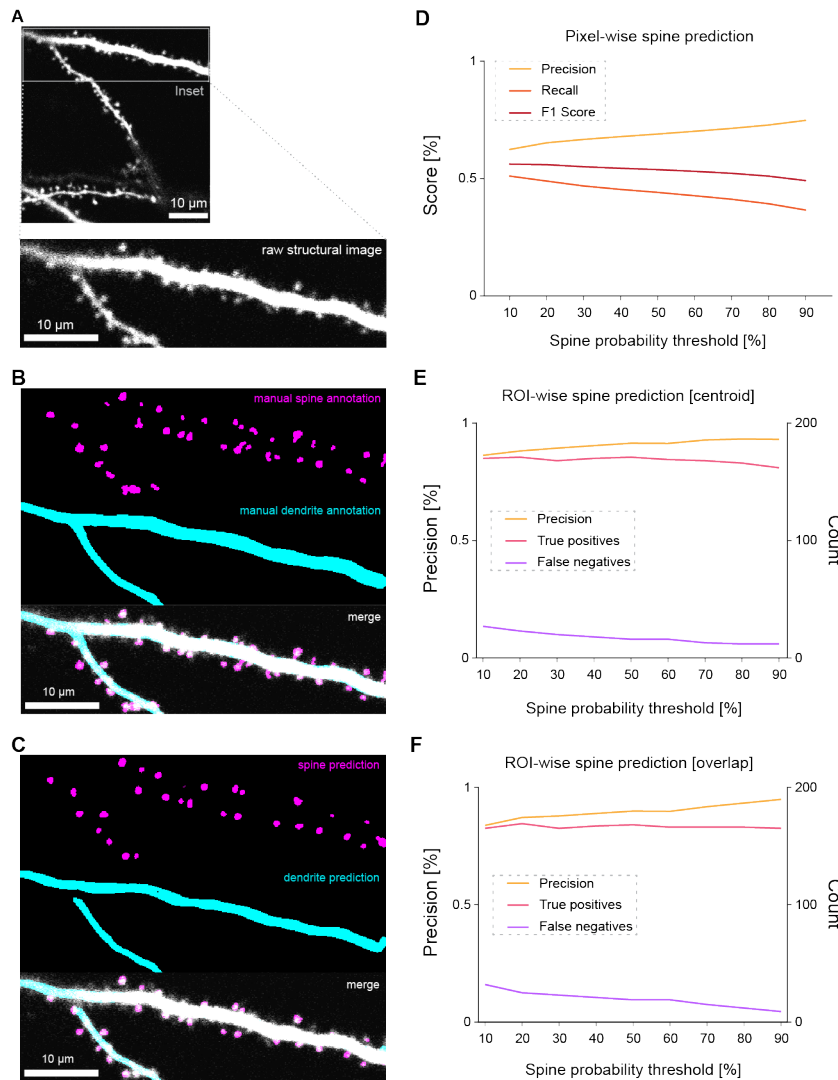 A
Inset
10 µm
raw structural image
10 µm
B
manual spine annotation
manual dendrite annotation
merge
10 µm
C
spine prediction
dendrite prediction
merge
10 µm
D
Pixel-wise spine prediction
1
Precision
Recall
F1 Score
0.5
Score [%]
1
10 20 30 40 50 60 70 80 90
Spine probability threshold [%]
E
ROI-wise spine prediction [centroid]
1
200
Precision
True positives
False negatives
0.5
100
Precision [%]
Count
1
0
10 20 30 40 50 60 70 80 90
Spine probability threshold [%]
F
ROI-wise spine prediction [overlap]
1
200
Precision
True positives
False negatives
0.5
100
Precision [%]
Count
1
0
10 20 30 40 50 60 70 80 90
Spine probability threshold [%]